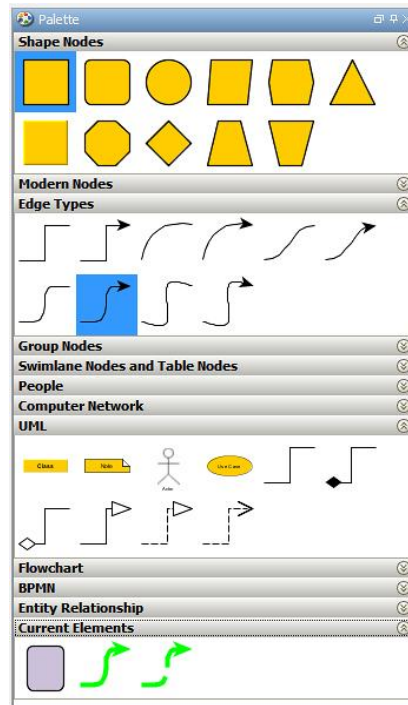 Palette
Shape Nodes
Modern Nodes
Edge Types
Group Nodes
Swimlane Nodes and Table Nodes
People
Computer Network
UML
Class
Note
Use Case
Actor
Flowchart
BPMN
Entity Relationship
Current Elements